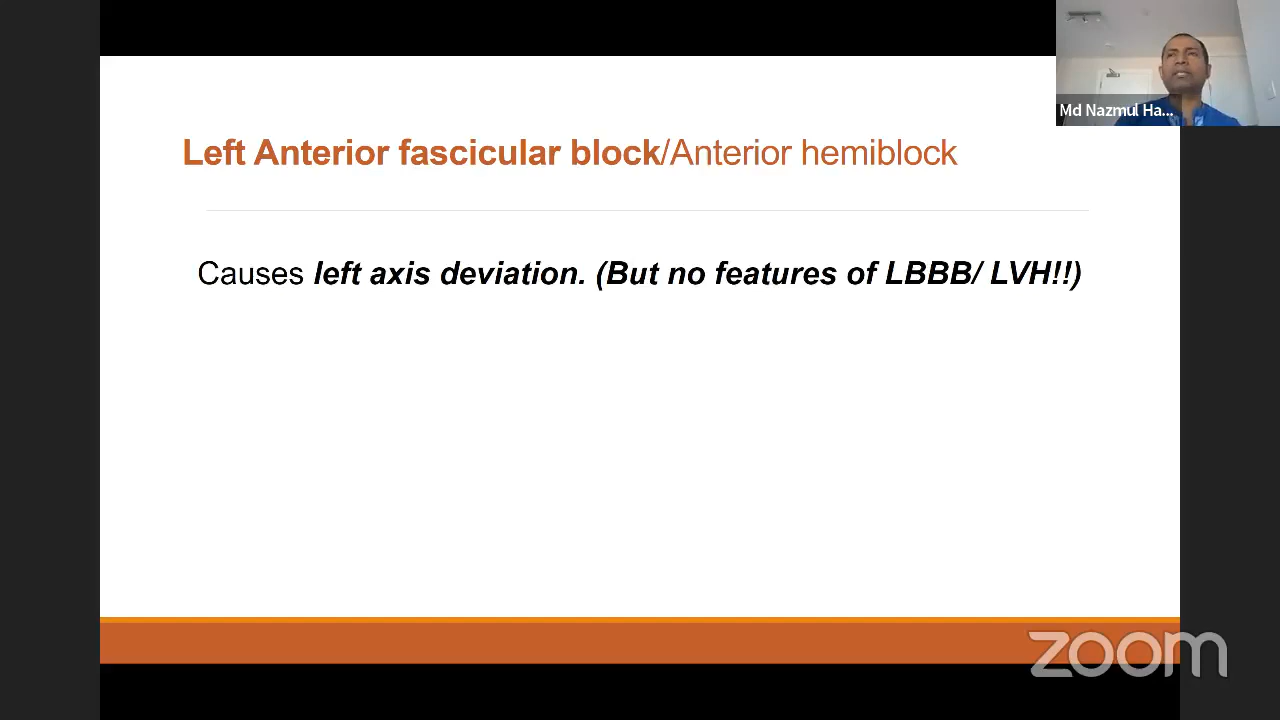 Md Nazmul Ha...
Left Anterior fascicular block/Anterior hemiblock
Causes left axis deviation. (But no features of LBBB/ LVH!!)
zoom